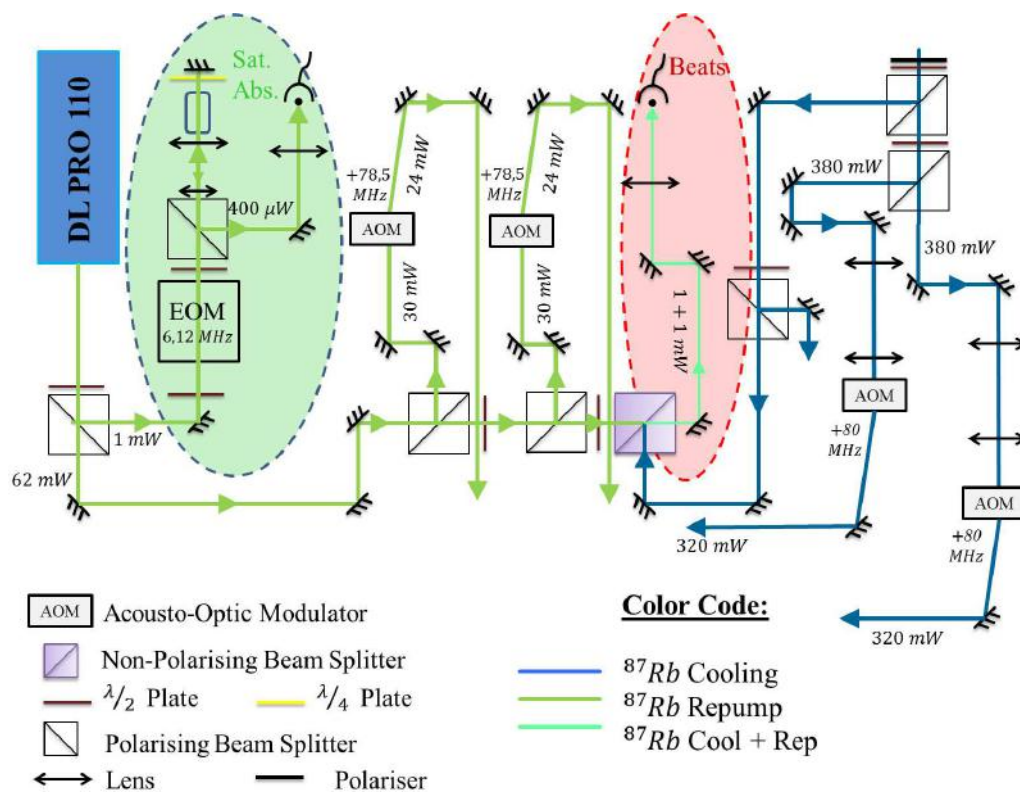 DL PRO 110
Sat.
Abs.
400 μW
EOM
6,12 MHz
1 mW
62 mW
+78,5
MHz
24 mW
AOM
30 mW
+78,5
MHz
24 mW
AOM
30 mW
Beats
1 + 1 mW
380 mW
380 mW
AOM
+80
MHz
320 mW
AOM
+80
MHz
320 mW
AOM Acousto-Optic Modulator
Non-Polarising Beam Splitter
λ/2 Plate λ/4 Plate
Polarising Beam Splitter
Lens Polariser
Color Code:
⁸⁷Rb Cooling
⁸⁷Rb Repump
⁸⁷Rb Cool + Rep